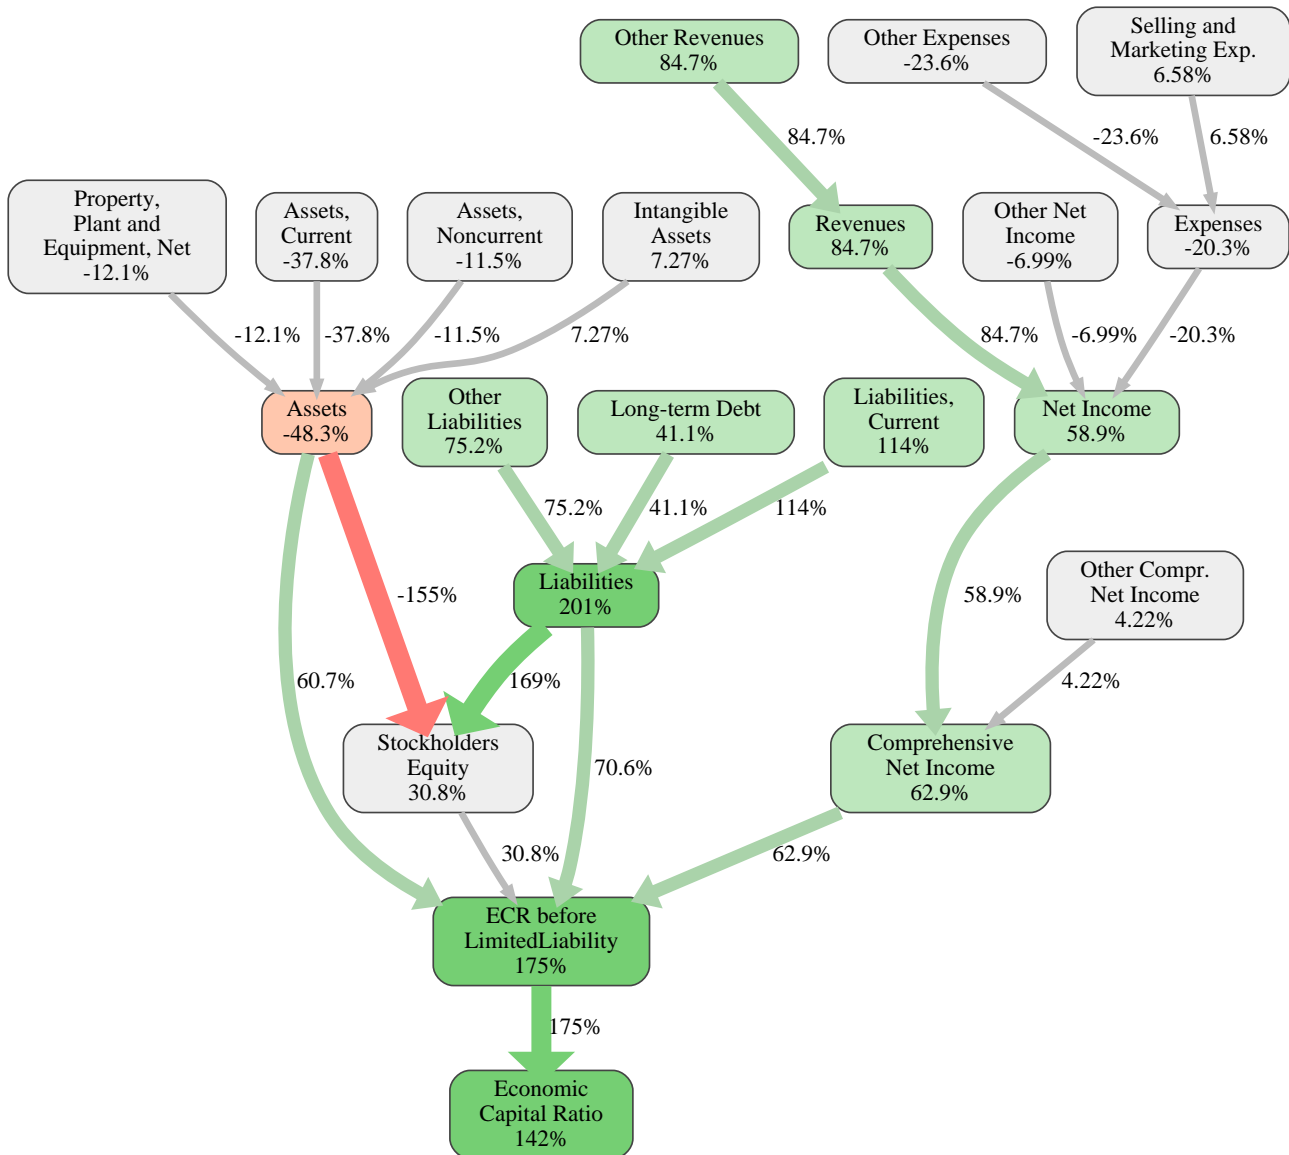 Other Revenues
84.7%
Other Expenses
-23.6%
Selling and
Marketing Exp.
6.58%
84.7%
-23.6%
6.58%
Property,
Plant and
Equipment, Net
-12.1%
Assets,
Current
-37.8%
Assets,
Noncurrent
-11.5%
Intangible
Assets
7.27%
Revenues
84.7%
Other Net
Income
-6.99%
Expenses
-20.3%
-12.1%
-37.8%
-11.5%
7.27%
84.7%
-6.99%
-20.3%
Assets
-48.3%
Other
Liabilities
75.2%
Long-term Debt
41.1%
Liabilities,
Current
114%
Net Income
58.9%
75.2%
41.1%
114%
-155%
Liabilities
201%
58.9%
Other Compr.
Net Income
4.22%
60.7%
169%
4.22%
Stockholders
Equity
30.8%
70.6%
Comprehensive
Net Income
62.9%
30.8%
62.9%
ECR before
LimitedLiability
175%
175%
Economic
Capital Ratio
142%